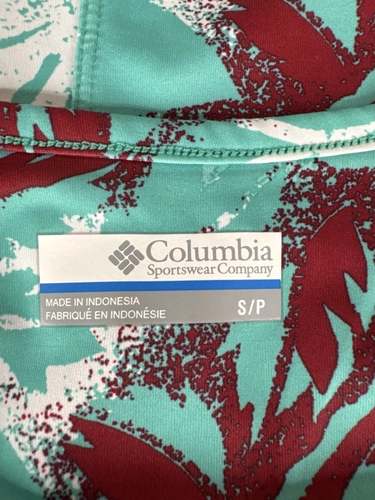 Columbia
Sportswear Company
MADE IN INDONESIA
FABRIQUÉ EN INDONÉSIE
S/P